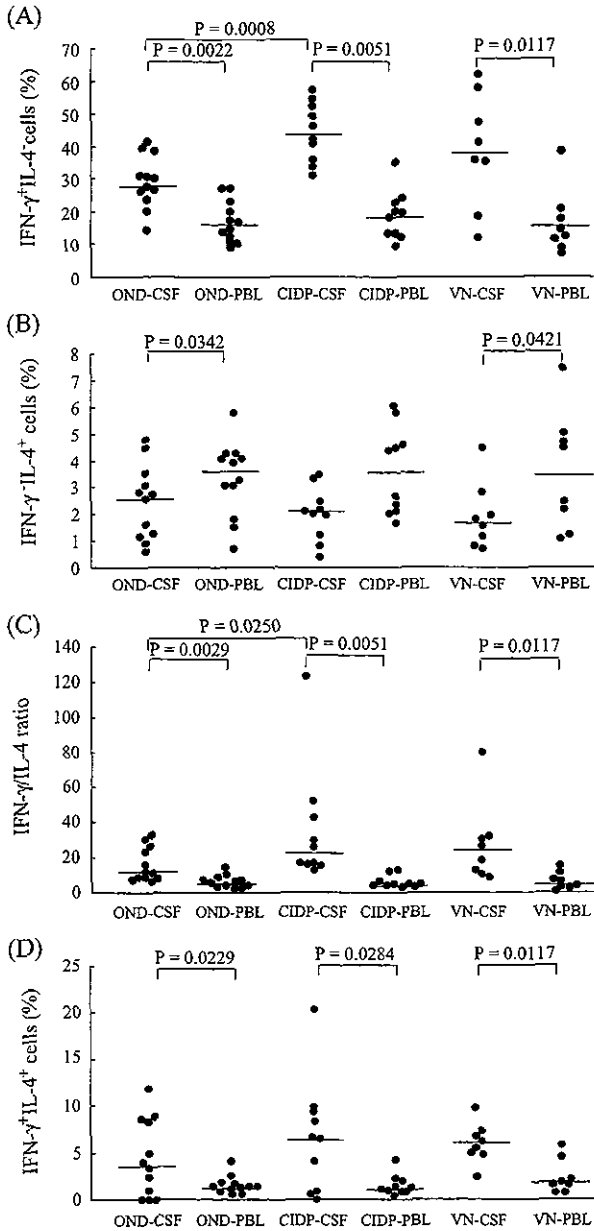 (A)
P = 0.0008
P = 0.0022
P = 0.0051
P = 0.0117
IFN-γ⁺IL-4⁻cells (%)
70
60
50
40
30
20
10
0
OND-CSF OND-PBL CIDP-CSF CIDP-PBL VN-CSF VN-PBL
(B)
P = 0.0342
P = 0.0421
IFN-γ⁻IL-4⁺ cells (%)
8
7
6
5
4
3
2
1
0
OND-CSF OND-PBL CIDP-CSF CIDP-PBL VN-CSF VN-PBL
(C)
P = 0.0250
P = 0.0029
P = 0.0051
P = 0.0117
IFN-γ/IL-4 ratio
140
120
100
80
60
40
20
0
OND-CSF OND-PBL CIDP-CSF CIDP-PBL VN-CSF VN-PBL
(D)
P = 0.0229
P = 0.0284
P = 0.0117
IFN-γ⁺IL-4⁺ cells (%)
25
20
15
10
5
0
OND-CSF OND-PBL CIDP-CSF CIDP-PBL VN-CSF VN-PBL